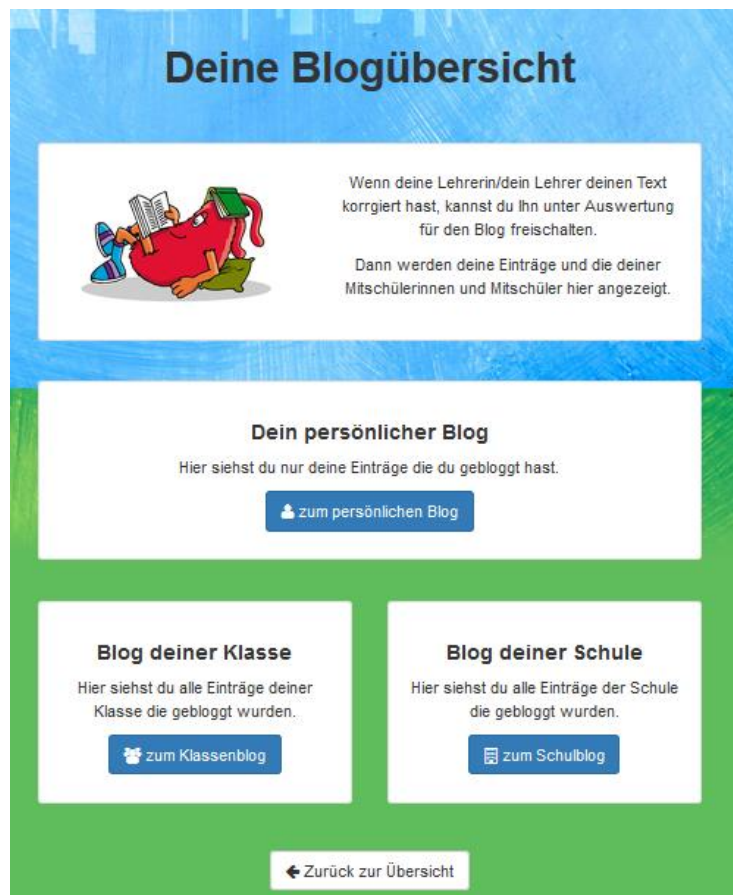 Deine Blogübersicht
Wenn deine Lehrerin/dein Lehrer deinen Text
korrgiert hast, kannst du Ihn unter Auswertung
für den Blog freischalten.
Dann werden deine Einträge und die deiner
Mitschülerinnen und Mitschüler hier angezeigt.
Dein persönlicher Blog
Hier siehst du nur deine Einträge die du gebloggt hast.
zum persönlichen Blog
Blog deiner Klasse
Hier siehst du alle Einträge deiner
Klasse die gebloggt wurden.
zum Klassenblog
Blog deiner Schule
Hier siehst du alle Einträge der Schule
die gebloggt wurden.
zum Schulblog
Zurück zur Übersicht